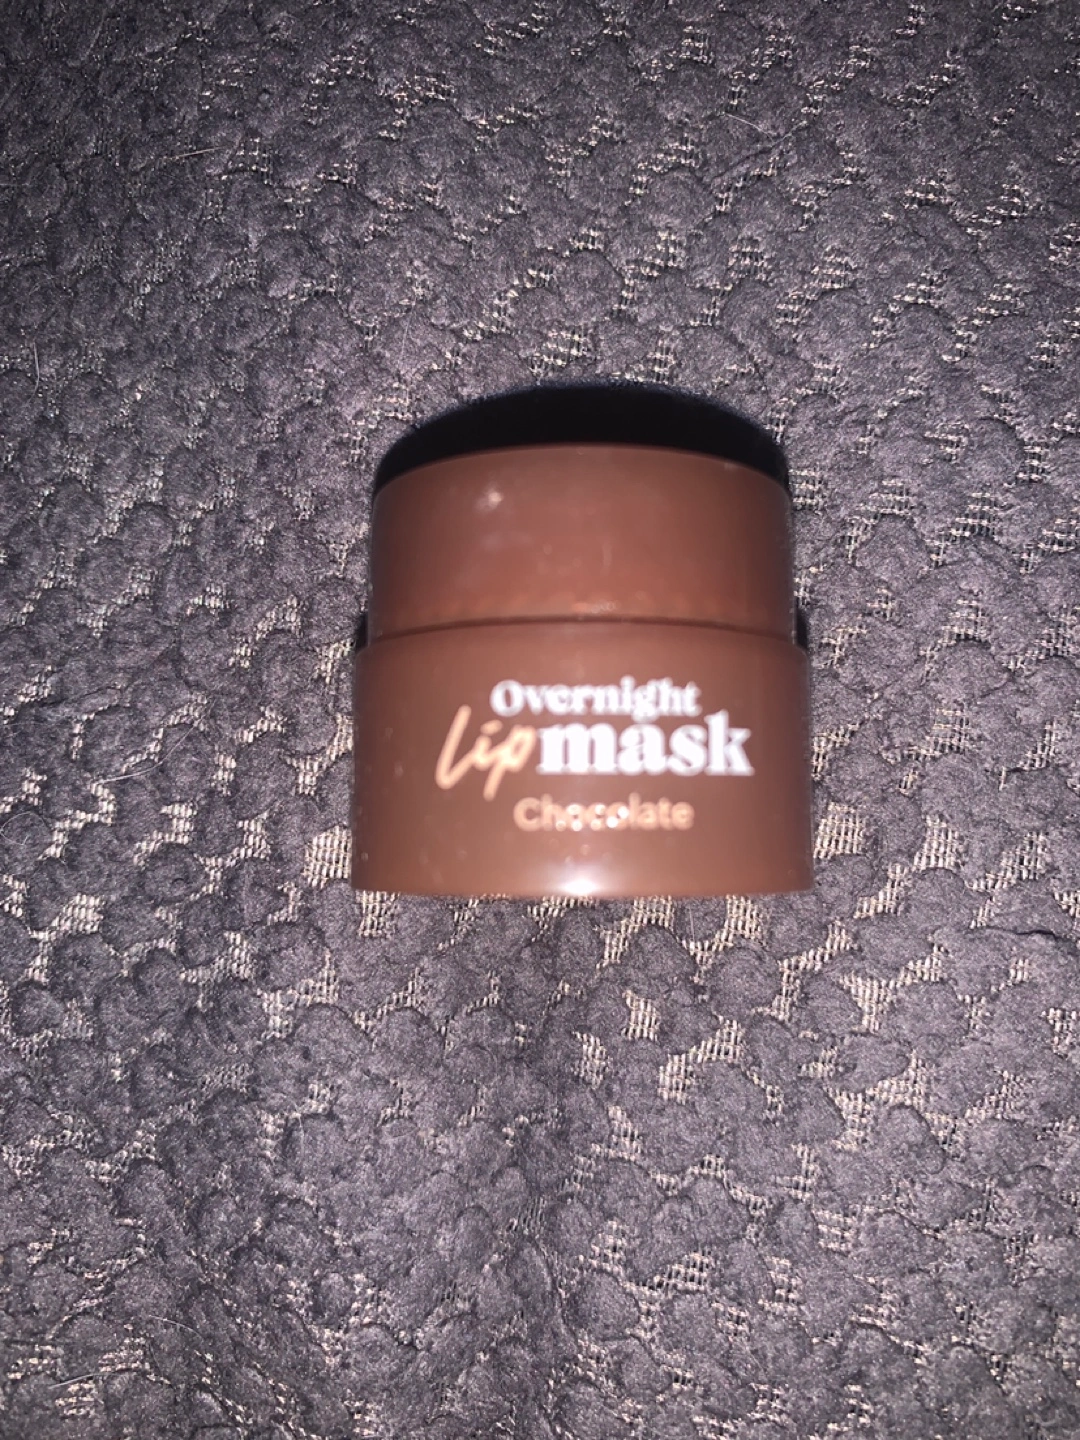 Overnight
Lip mask
Chocolate